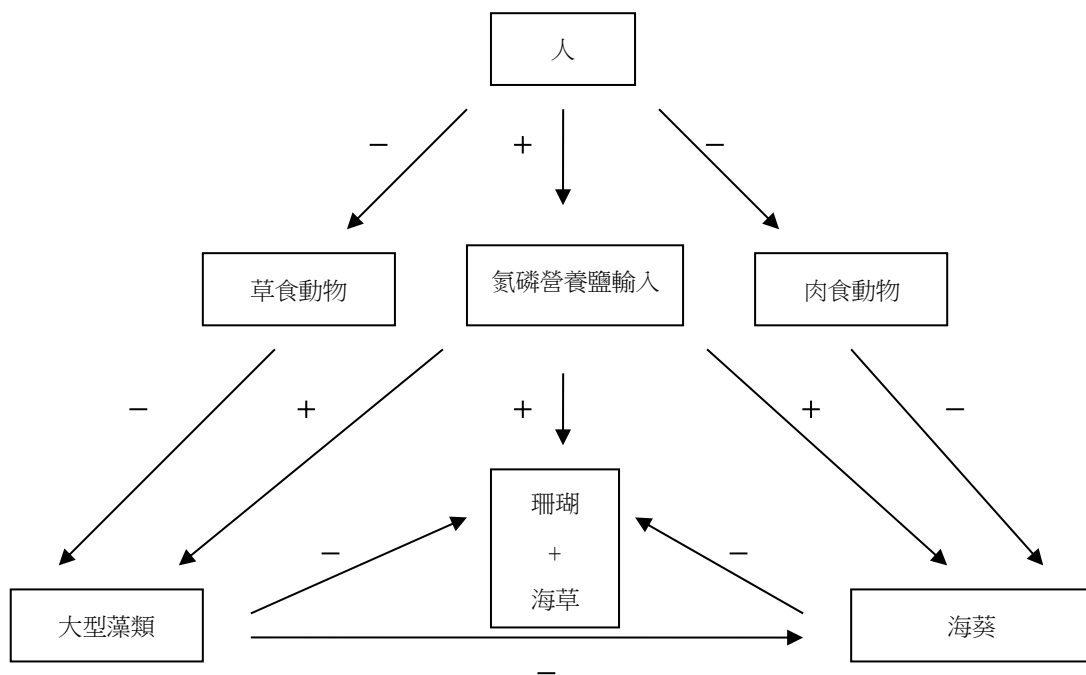 人
− + −
草食動物
氮磷營養鹽輸入
肉食動物
− + + + −
珊瑚
+
海草
− −
大型藻類
海葵
−